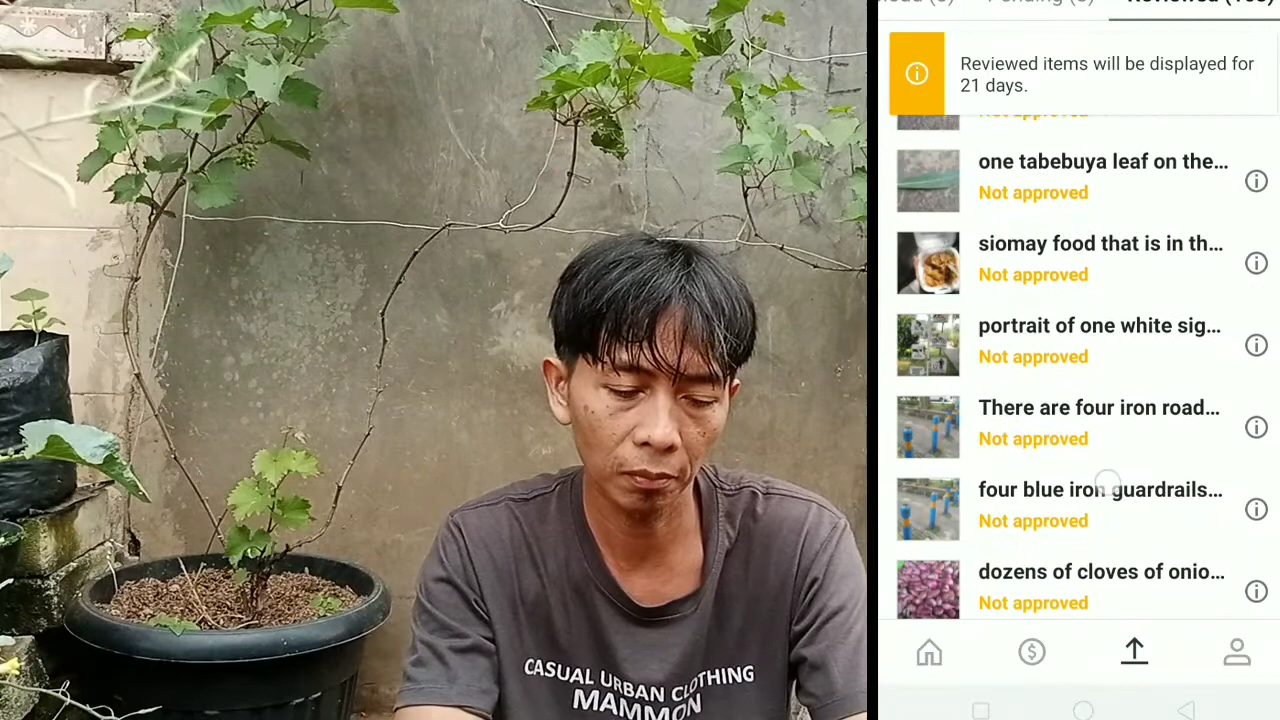 Reviewed items will be displayed for
21 days.
Not approved
one tabebuya leaf on the...
Not approved
siomay food that is in th...
Not approved
portrait of one white sig...
Not approved
There are four iron road...
Not approved
four blue iron guardrails...
Not approved
dozens of cloves of onio...
Not approved
CASUAL URBAN CLOTHING
MAMMON